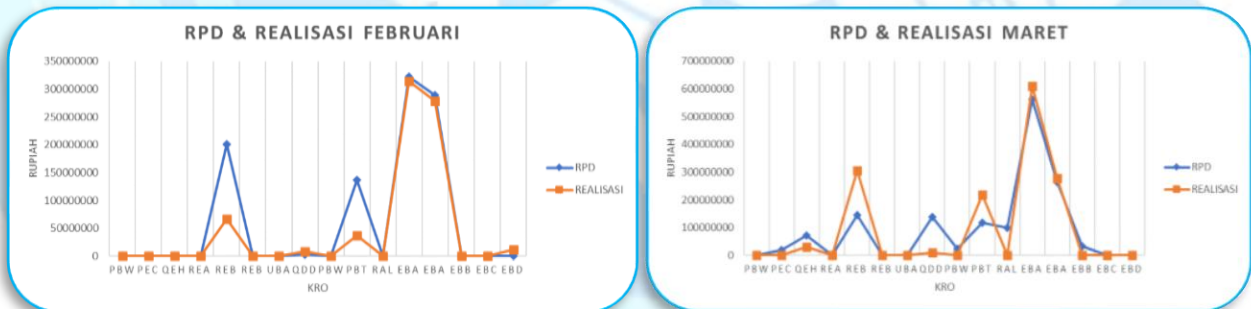 RPD & REALISASI FEBRUARI
350000000
300000000
250000000
200000000
150000000
100000000
50000000
0
RUPIAH
PBW PEC QEH REA REB REB UBA QDD PBW PBT RAL EBA EBA EBB EBC EBD
KRO
RPD
REALISASI
RPD & REALISASI MARET
700000000
600000000
500000000
400000000
300000000
200000000
100000000
0
RUPIAH
PBW PEC QEH REA REB REB UBA QDD PBW PBT RAL EBA EBA EBB EBC EBD
KRO
RPD
REALISASI